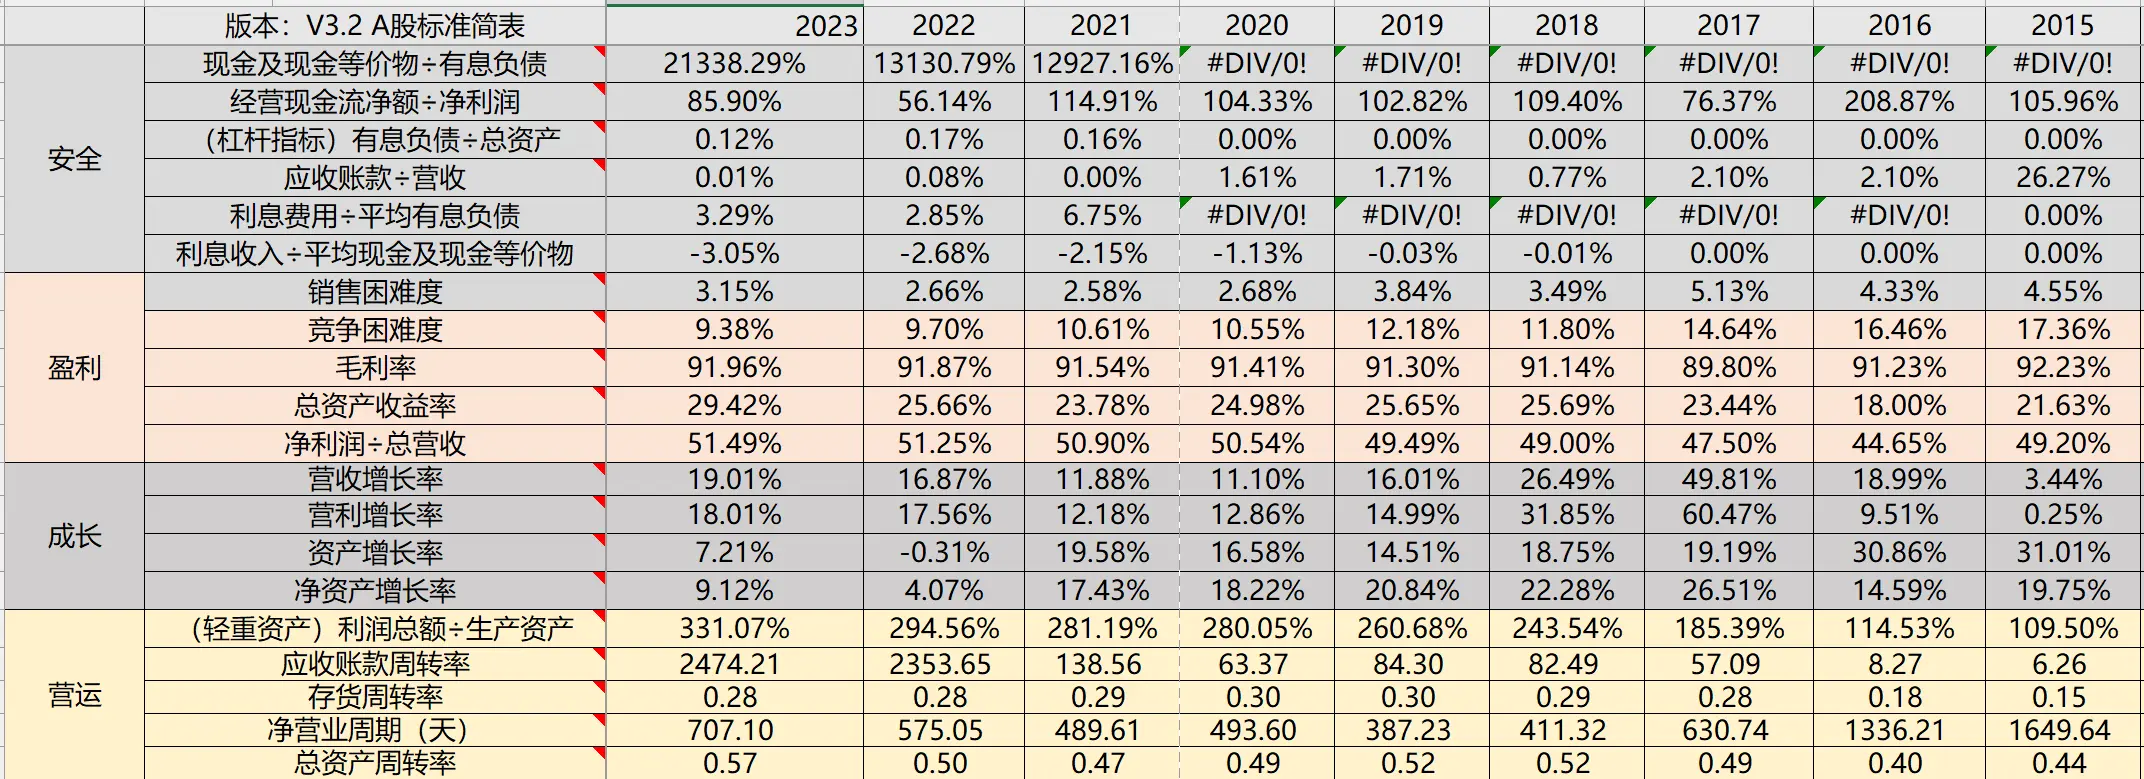 版本：V3.2 A股标准简表 2023 2022 2021 2020 2019 2018 2017 2016 2015
安全
现金及现金等价物÷有息负债 21338.29% 13130.79% 12927.16% #DIV/0! #DIV/0! #DIV/0! #DIV/0! #DIV/0! #DIV/0!
经营现金流净额÷净利润 85.90% 56.14% 114.91% 104.33% 102.82% 109.40% 76.37% 208.87% 105.96%
（杠杆指标）有息负债÷总资产 0.12% 0.17% 0.16% 0.00% 0.00% 0.00% 0.00% 0.00% 0.00%
应收账款÷营收 0.01% 0.08% 0.00% 1.61% 1.71% 0.77% 2.10% 2.10% 26.27%
利息费用÷平均有息负债 3.29% 2.85% 6.75% #DIV/0! #DIV/0! #DIV/0! #DIV/0! #DIV/0! 0.00%
利息收入÷平均现金及现金等价物 -3.05% -2.68% -2.15% -1.13% -0.03% -0.01% 0.00% 0.00% 0.00%
盈利
销售困难度 3.15% 2.66% 2.58% 2.68% 3.84% 3.49% 5.13% 4.33% 4.55%
竞争困难度 9.38% 9.70% 10.61% 10.55% 12.18% 11.80% 14.64% 16.46% 17.36%
毛利率 91.96% 91.87% 91.54% 91.41% 91.30% 91.14% 89.80% 91.23% 92.23%
总资产收益率 29.42% 25.66% 23.78% 24.98% 25.65% 25.69% 23.44% 18.00% 21.63%
净利润÷总营收 51.49% 51.25% 50.90% 50.54% 49.49% 49.00% 47.50% 44.65% 49.20%
成长
营收增长率 19.01% 16.87% 11.88% 11.10% 16.01% 26.49% 49.81% 18.99% 3.44%
营利增长率 18.01% 17.56% 12.18% 12.86% 14.99% 31.85% 60.47% 9.51% 0.25%
资产增长率 7.21% -0.31% 19.58% 16.58% 14.51% 18.75% 19.19% 30.86% 31.01%
净资产增长率 9.12% 4.07% 17.43% 18.22% 20.84% 22.28% 26.51% 14.59% 19.75%
营运
（轻重资产）利润总额÷生产资产 331.07% 294.56% 281.19% 280.05% 260.68% 243.54% 185.39% 114.53% 109.50%
应收账款周转率 2474.21 2353.65 138.56 63.37 84.30 82.49 57.09 8.27 6.26
存货周转率 0.28 0.28 0.29 0.30 0.30 0.29 0.28 0.18 0.15
净营业周期（天） 707.10 575.05 489.61 493.60 387.23 411.32 630.74 1336.21 1649.64
总资产周转率 0.57 0.50 0.47 0.49 0.52 0.52 0.49 0.40 0.44